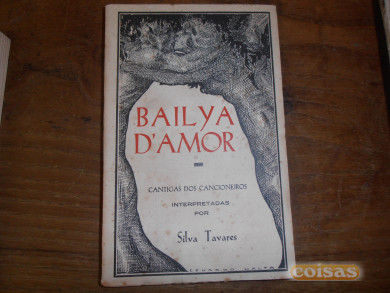 BAILYA
D'AMOR
CANTIGAS DOS CANCIONEIROS
INTERPRETADAS
POR
Silva Tavares
coisas